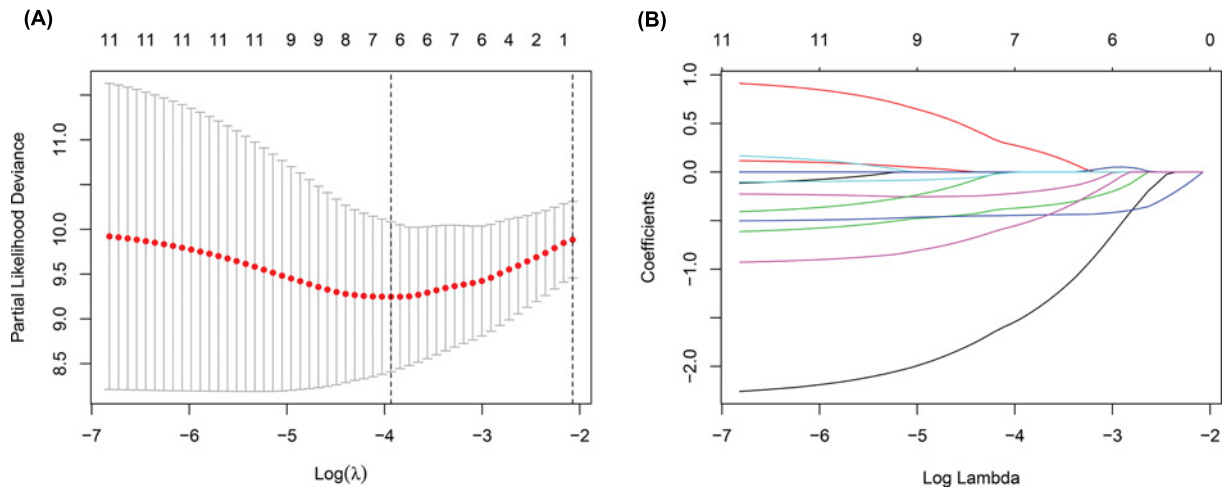 (A)
11 11 11 11 11 9 9 8 7 6 6 7 6 4 2 1
Partial Likelihood Deviance
11.0
10.0
9.5
9.0
8.5
−7 −6 −5 −4 −3 −2
Log(λ)
(B)
11 11 9 7 6 0
Coefficients
1.0
0.5
0.0
−1.0
−2.0
−7 −6 −5 −4 −3 −2 −1
Log Lambda